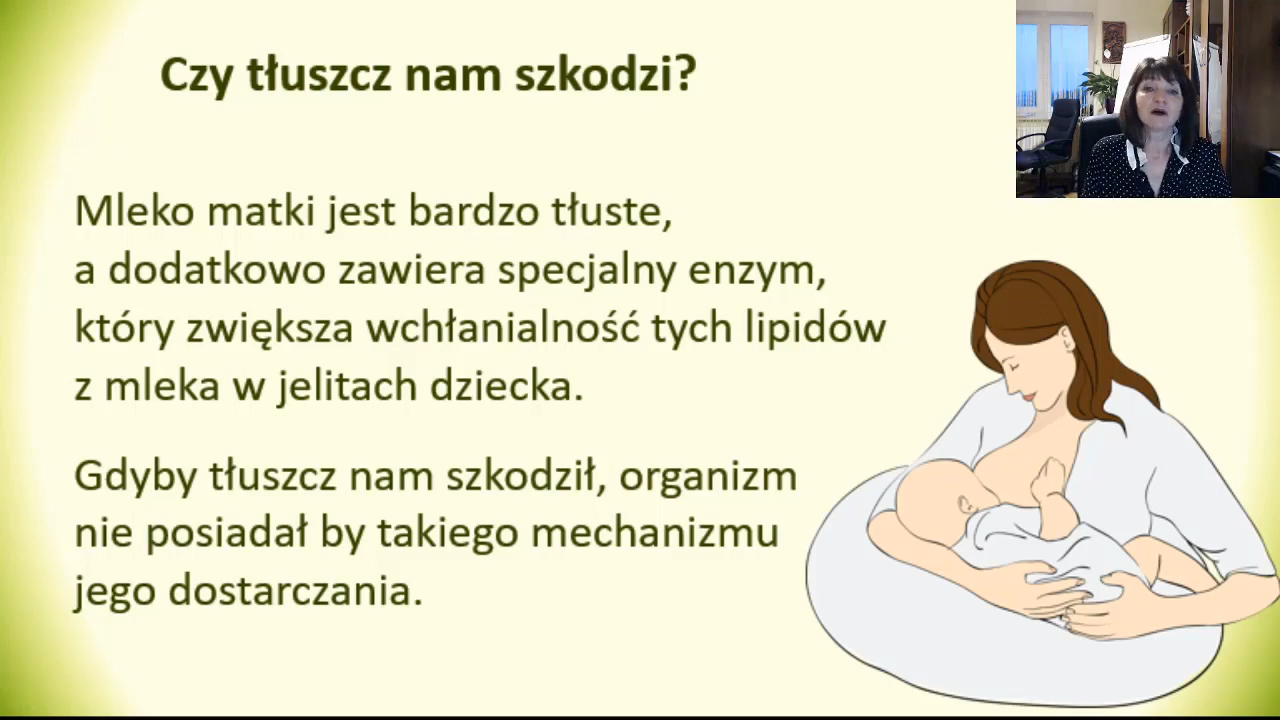 Czy tłuszcz nam szkodzi?
Mleko matki jest bardzo tłuste,
a dodatkowo zawiera specjalny enzym,
który zwiększa wchłanialność tych lipidów
z mleka w jelitach dziecka.
Gdyby tłuszcz nam szkodził, organizm
nie posiadał by takiego mechanizmu
jego dostarczania.